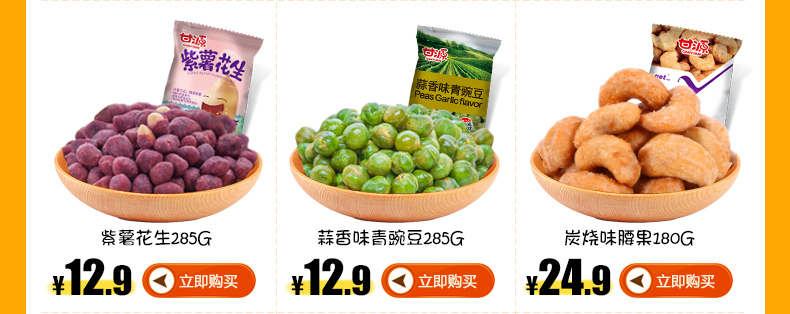 甘源
紫薯花生
甘源
蒜香味青豌豆
Peas Garlic flavor
甘源
紫薯花生285G
蒜香味青豌豆285G
炭烧味腰果180G
¥12.9
立即购买
¥12.9
立即购买
¥24.9
立即购买